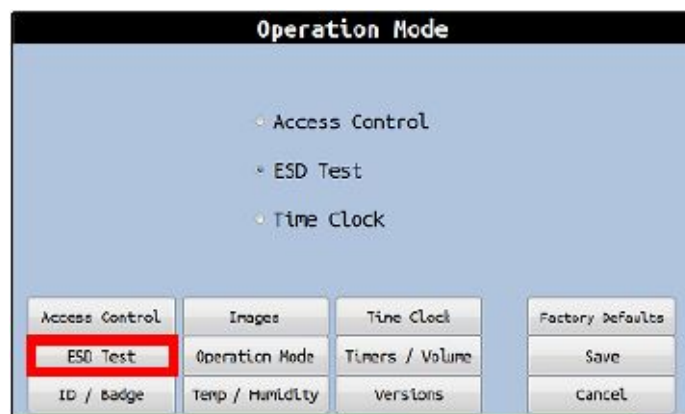 Operation Mode
Access Control
ESD Test
Time Clock
Access Control Images Time Clock Factory Defaults
ESD Test Operation Mode Timers / Volume Save
ID / Badge Temp / Humidity Versions Cancel